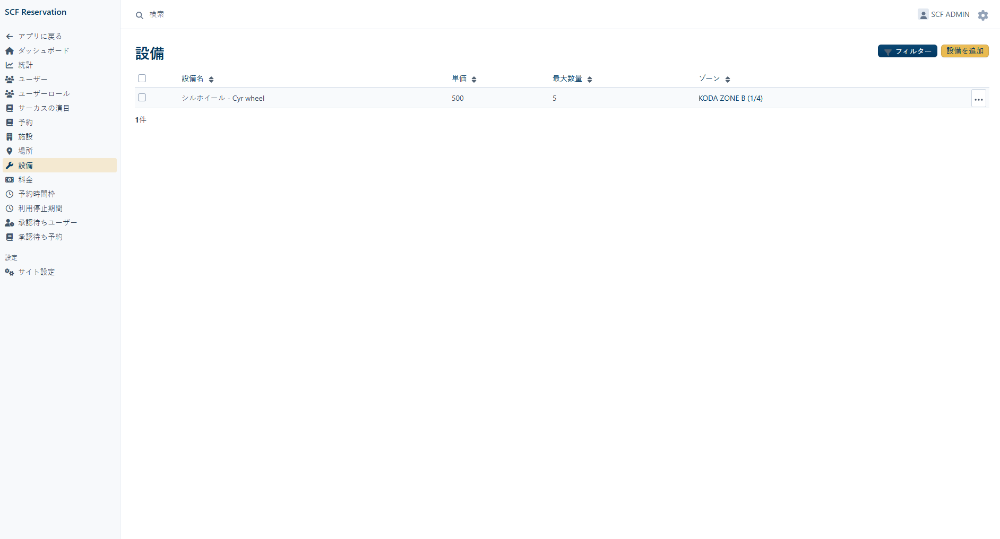 SCF Reservation
アプリに戻る
ダッシュボード
統計
ユーザー
ユーザーロール
サーカスの演目
予約
施設
場所
設備
料金
予約時間枠
利用停止期間
承認待ちユーザー
承認待ち予約
設定
サイト設定
検索
SCF ADMIN
設備
フィルター
設備を追加
設備名 単価 最大数量 ゾーン
シルホイール - Cyr wheel 500 5 KODA ZONE B (1/4)
1件